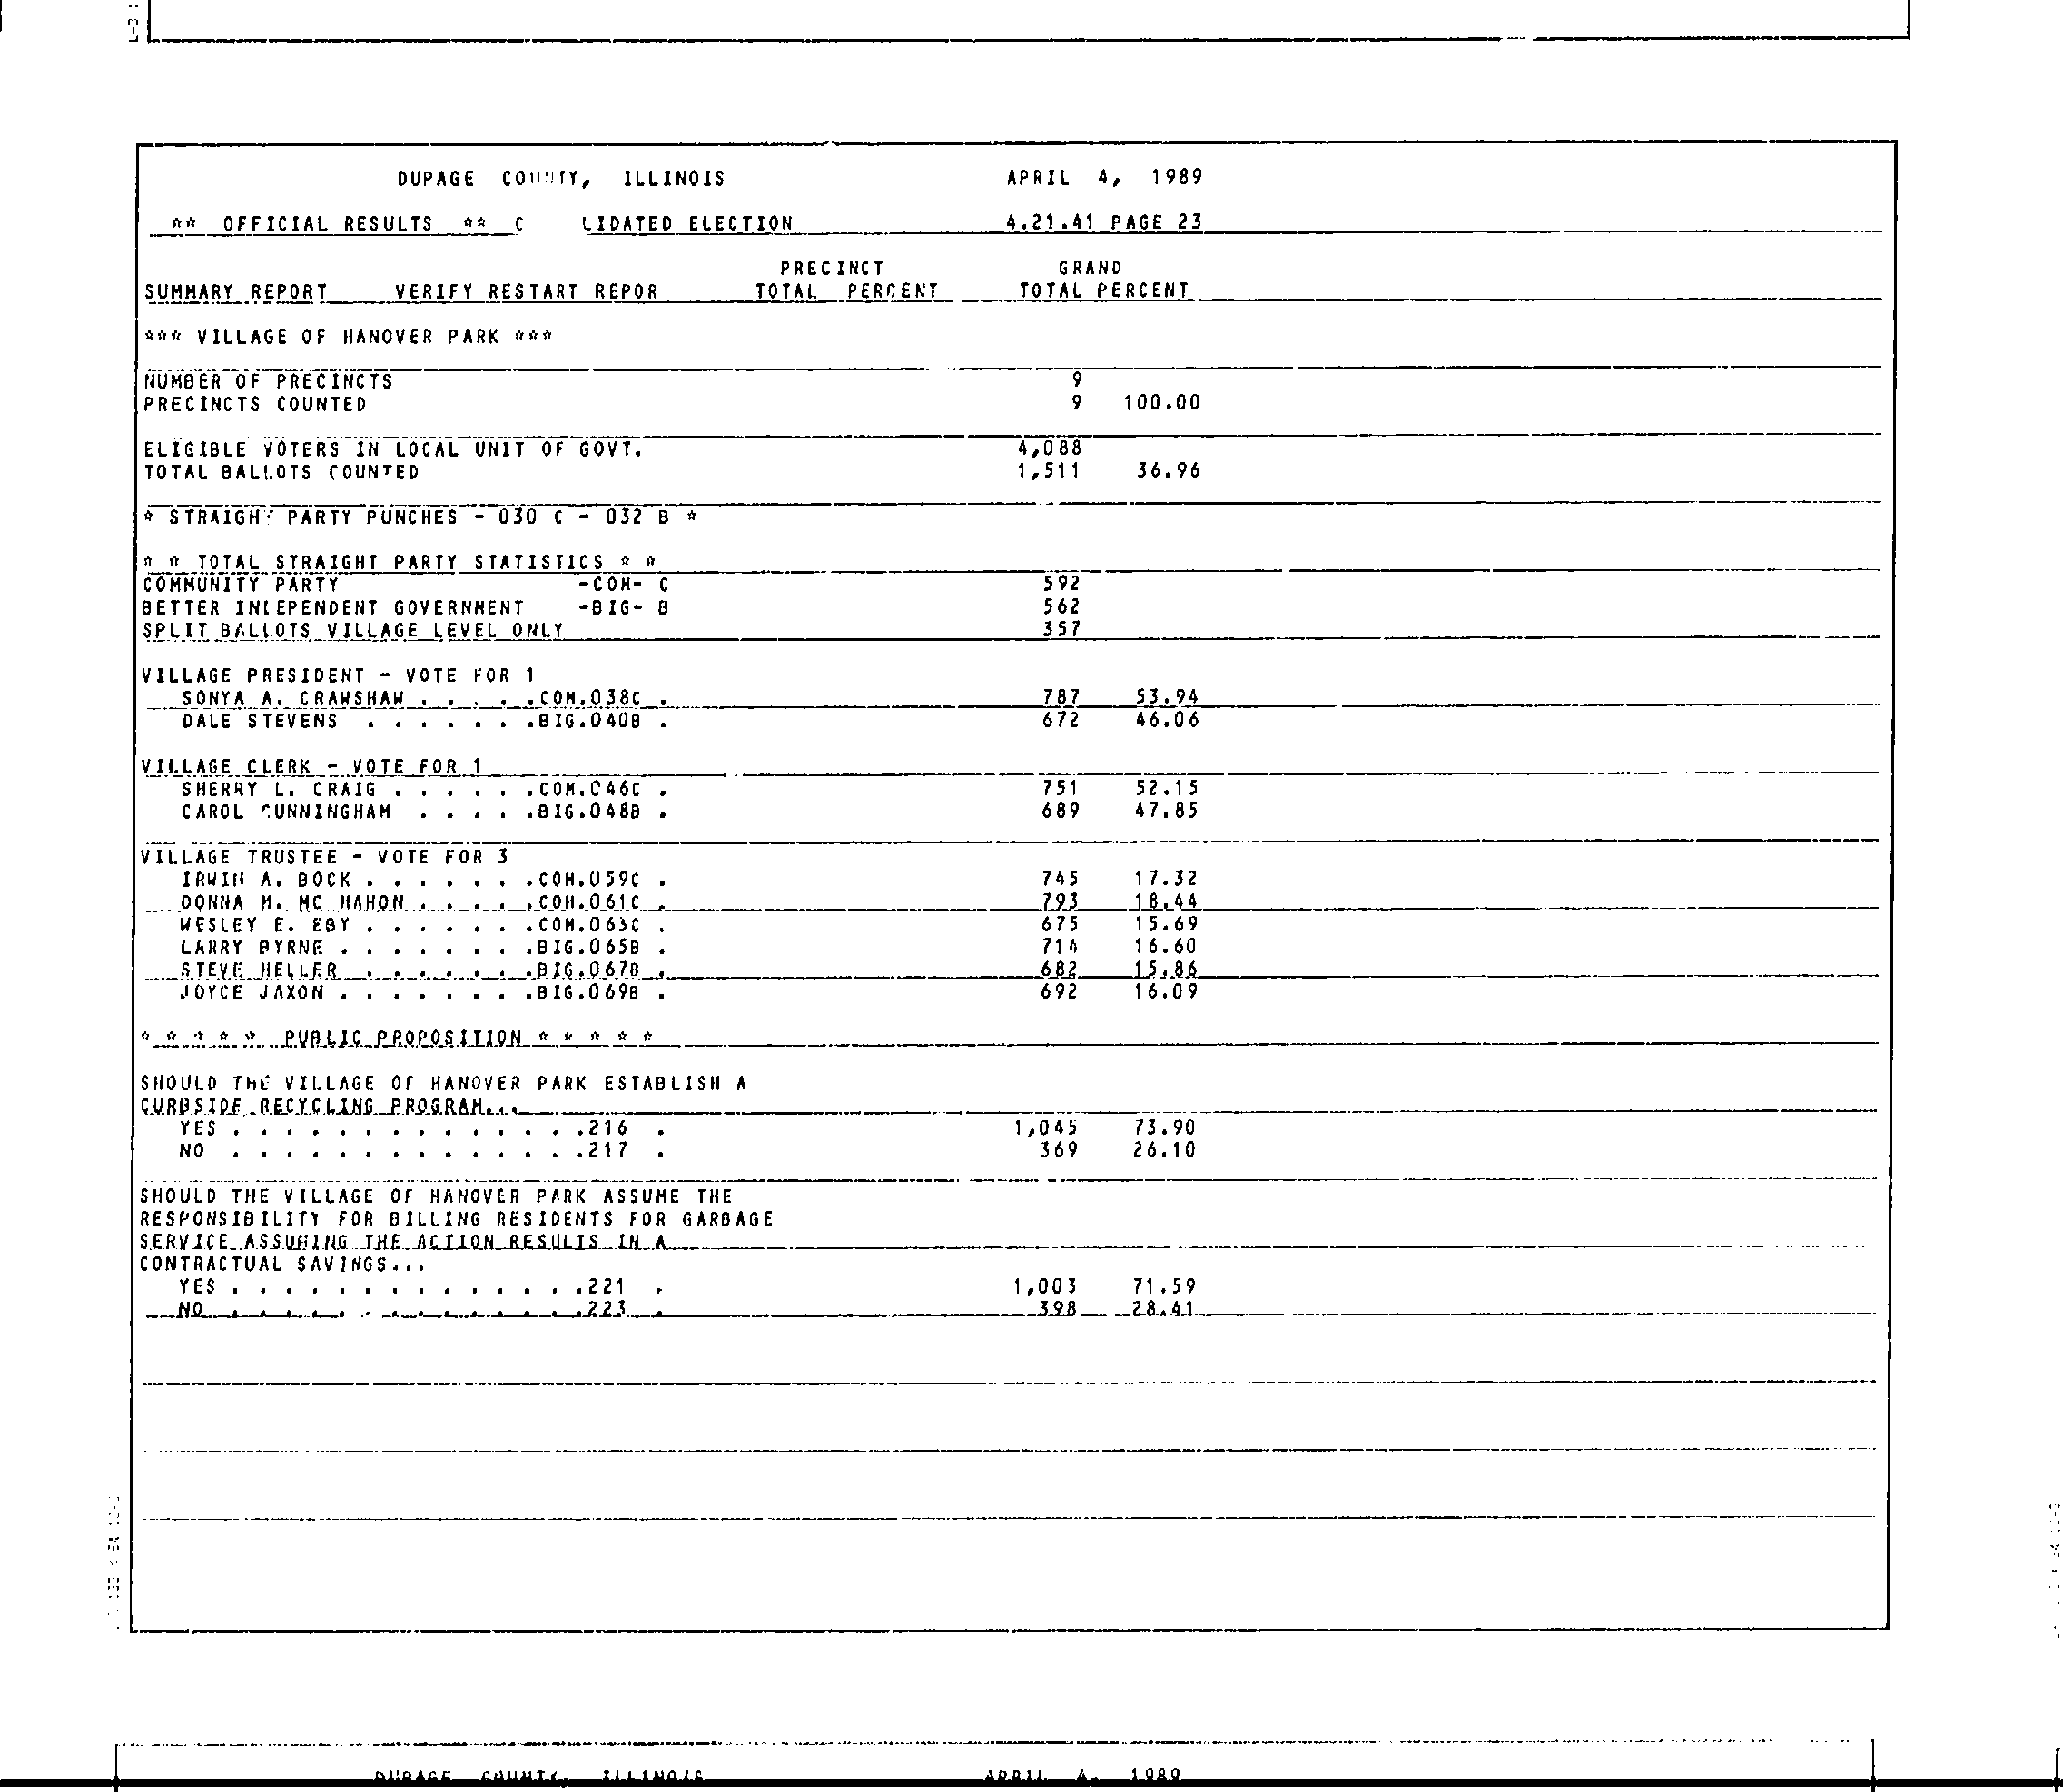 DUPAGE COUNTY, ILLINOIS APRIL 4, 1989
** OFFICIAL RESULTS ** C LIDATED ELECTION 4.21.41 PAGE 23
PRECINCT GRAND
SUMMARY REPORT VERIFY RESTART REPOR TOTAL PERCENT TOTAL PERCENT
*** VILLAGE OF HANOVER PARK ***
NUMBER OF PRECINCTS 9
PRECINCTS COUNTED 9 100.00
ELIGIBLE VOTERS IN LOCAL UNIT OF GOVT. 4,088
TOTAL BALLOTS COUNTED 1,511 36.96
* STRAIGHT PARTY PUNCHES - 030 C - 032 B *
* * TOTAL STRAIGHT PARTY STATISTICS * *
COMMUNITY PARTY -COM- C 592
BETTER INDEPENDENT GOVERNMENT -BIG- B 562
SPLIT BALLOTS VILLAGE LEVEL ONLY 357
VILLAGE PRESIDENT - VOTE FOR 1
SONYA A. CRAWSHAW . . . . .COM.038C . 787 53.94
DALE STEVENS . . . . . . .BIG.040B . 672 46.06
VILLAGE CLERK - VOTE FOR 1
SHERRY L. CRAIG . . . . . .COM.046C . 751 52.15
CAROL CUNNINGHAM . . . . .BIG.048B . 689 47.85
VILLAGE TRUSTEE - VOTE FOR 3
IRWIN A. BOCK . . . . . . .COM.059C . 745 17.32
DONNA M. MC MAHON . . . . .COM.061C . 793 18.44
WESLEY E. EBY . . . . . . .COM.063C . 675 15.69
LARRY BYRNE . . . . . . . .BIG.065B . 714 16.60
STEVE HELLER . . . . . . .BIG.067B . 682 15.86
JOYCE JAXON . . . . . . . .BIG.069B . 692 16.09
* * * * * PUBLIC PROPOSITION * * * * *
SHOULD THE VILLAGE OF HANOVER PARK ESTABLISH A
CURBSIDE RECYCLING PROGRAM...
YES . . . . . . . . . . . . . .216 . 1,045 73.90
NO . . . . . . . . . . . . . .217 . 369 26.10
SHOULD THE VILLAGE OF HANOVER PARK ASSUME THE
RESPONSIBILITY FOR BILLING RESIDENTS FOR GARBAGE
SERVICE ASSUMING THE ACTION RESULTS IN A
CONTRACTUAL SAVINGS...
YES . . . . . . . . . . . . . .221 . 1,003 71.59
NO . . . . . . . . . . . . . .223 . 398 28.41
DUPAGE COUNTY, ILLINOIS APRIL 4, 1989